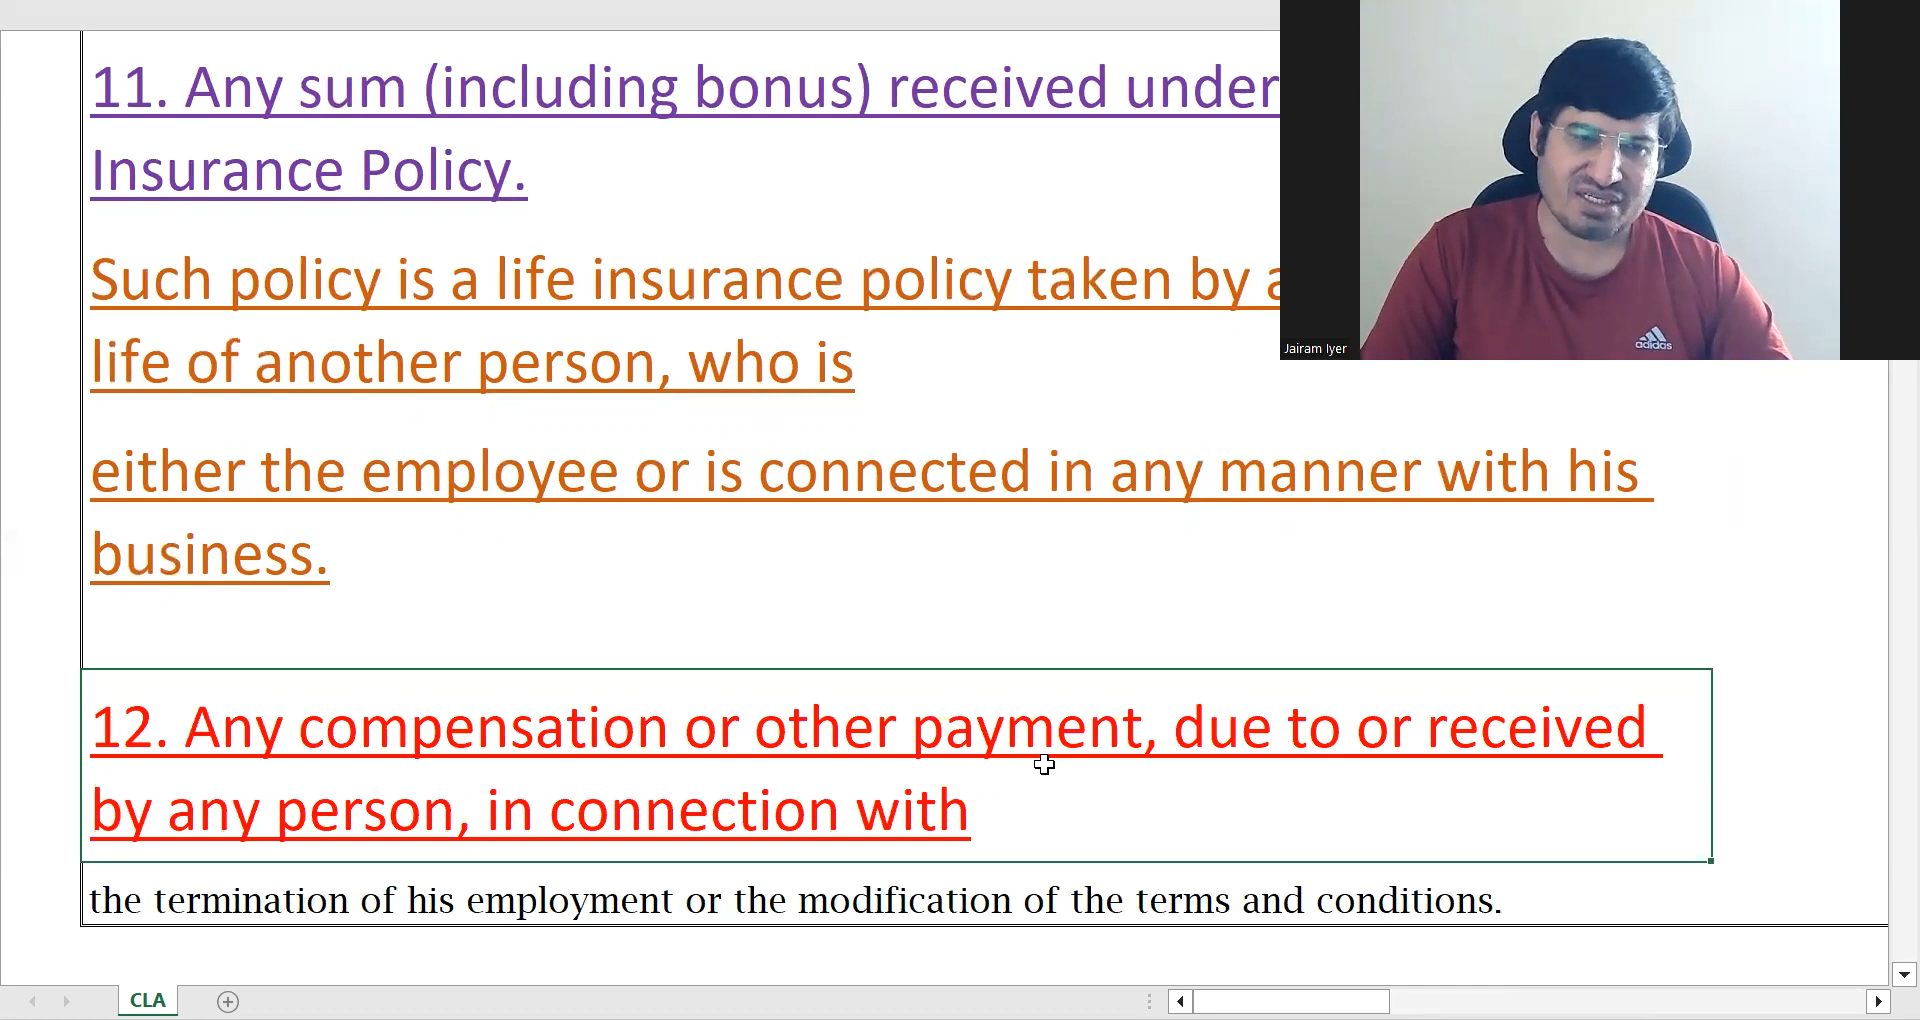 11. Any sum (including bonus) received under
Insurance Policy.
Such policy is a life insurance policy taken by a
life of another person, who is
either the employee or is connected in any manner with his
business.
12. Any compensation or other payment, due to or received
by any person, in connection with
the termination of his employment or the modification of the terms and conditions.
adidas
Jairam Iyer
CLA